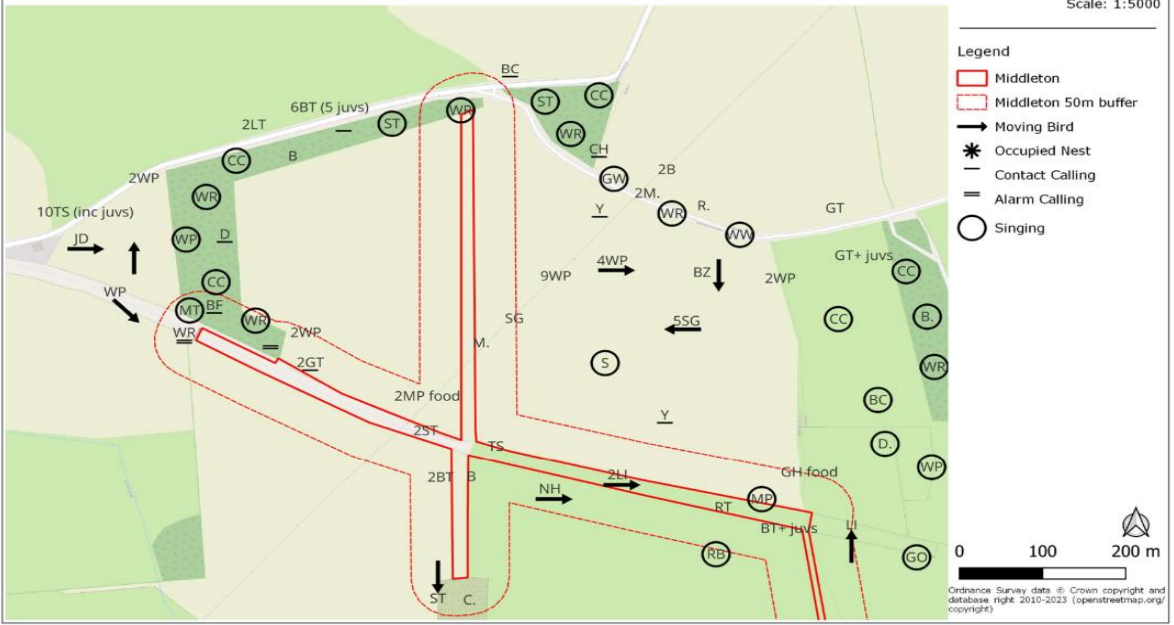 Scale: 1:5000
Legend
Middleton
Middleton 50m buffer
Moving Bird
Occupied Nest
Contact Calling
Alarm Calling
Singing
BC
ST
CC
6BT (5 juvs)
WR
2LT
ST
WR
B
CH
CC
2WP
GW
2B
WR
2M.
10TS (inc juvs)
Y
WR
R.
GT
JD
WP
D
WW
GT+ juvs
4WP
BZ
CC
9WP
2WP
CC
WP
MT
BF
WR
WR
2WP
SG
5SG
CC
B.
M.
2GT
S
WR
2MP food
BC
Y
2ST
TS
D.
2BT
B
GH food
WP
2LI
NH
MP
RT
BT+ juvs
LI
RB
GO
ST
C.
0
100
200 m
Ordnance Survey data © Crown copyright and
database right 2010-2023 (openstreetmap.org/
copyright)